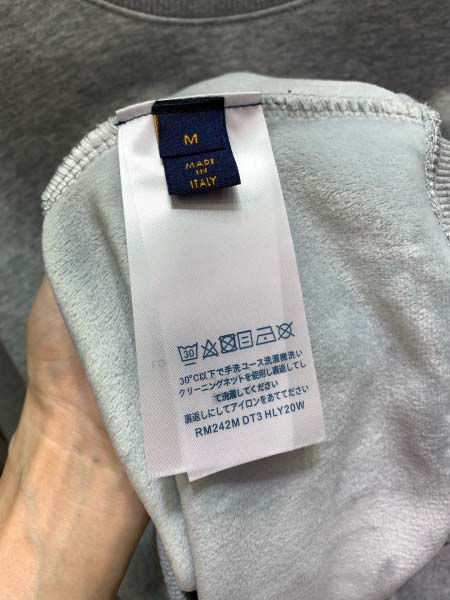 M
MADE
IN
ITALY
30
30°C以下で手洗コース洗濯機洗い
クリーニングネットを使用し裏返しし
て洗濯してください
裏返しにしてアイロンをあててださい
RM242M DT3 HLY20W